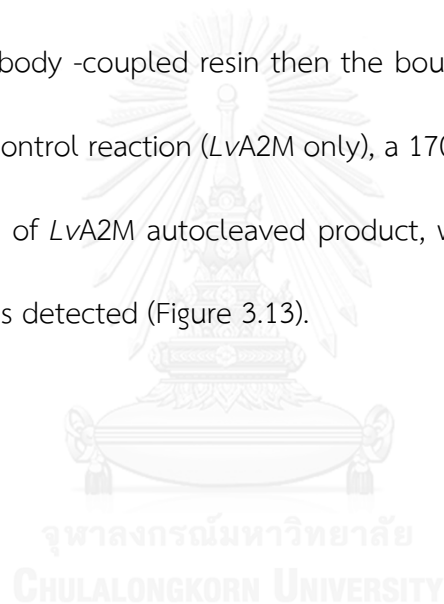 body -coupled resin then the bou
ontrol reaction (LvA2M only), a 170
of LvA2M autocleaved product, v
s detected (Figure 3.13).
จุฬาลงกรณ์มหาวิทยาลัย
CHULALONGKORN UNIVERSITY